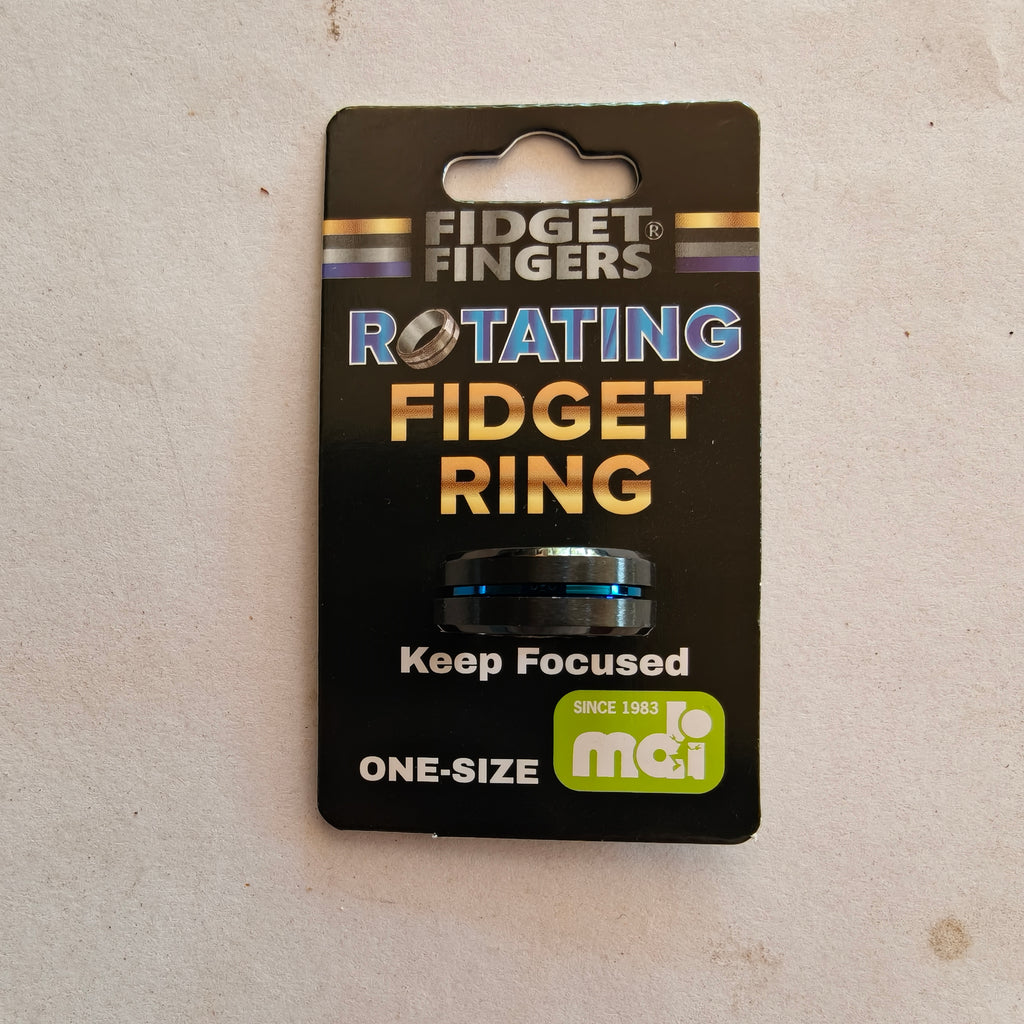 FIDGET®
FINGERS
ROTATING
FIDGET
RING
Keep Focused
SINCE 1983
mdi
ONE-SIZE